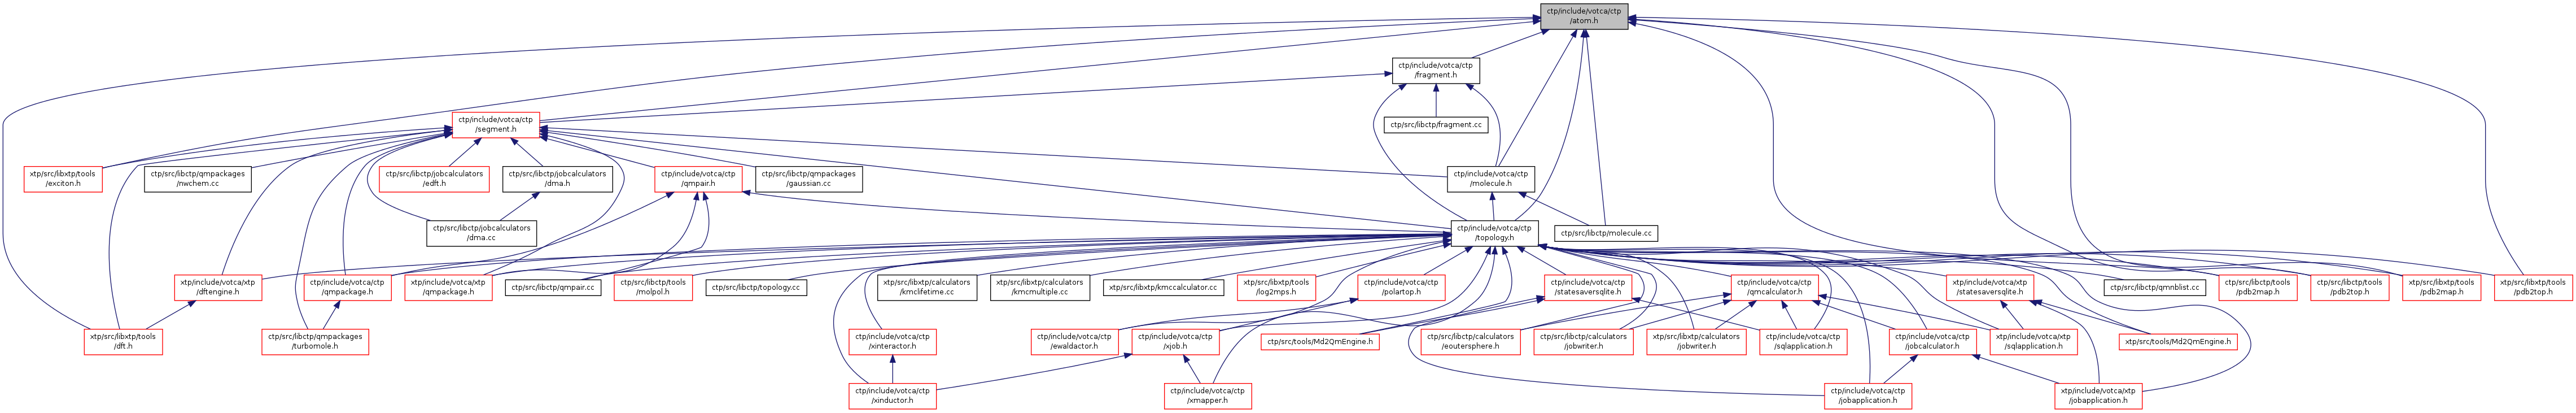 ctp/include/votca/ctp
/atom.h
ctp/include/votca/ctp
/fragment.h
ctp/include/votca/ctp
/segment.h
ctp/src/libctp/fragment.cc
xtp/src/libxtp/tools
/exciton.h
ctp/src/libctp/qmpackages
/nwchem.cc
ctp/src/libctp/jobcalculators
/edft.h
ctp/src/libctp/jobcalculators
/dma.h
ctp/include/votca/ctp
/qmpair.h
ctp/src/libctp/qmpackages
/gaussian.cc
ctp/include/votca/ctp
/molecule.h
ctp/src/libctp/jobcalculators
/dma.cc
ctp/include/votca/ctp
/topology.h
ctp/src/libctp/molecule.cc
xtp/include/votca/xtp
/dftengine.h
ctp/include/votca/ctp
/qmpackage.h
xtp/include/votca/xtp
/qmpackage.h
ctp/src/libctp/qmpair.cc
ctp/src/libctp/tools
/molpol.h
ctp/src/libctp/topology.cc
xtp/src/libxtp/calculators
/kmclifetime.cc
xtp/src/libxtp/calculators
/kmcmultiple.cc
xtp/src/libxtp/kmccalculator.cc
xtp/src/libxtp/tools
/log2mps.h
ctp/include/votca/ctp
/polartop.h
ctp/include/votca/ctp
/statesaversqlite.h
ctp/include/votca/ctp
/qmcalculator.h
xtp/include/votca/xtp
/statesaversqlite.h
ctp/src/libctp/qmnblist.cc
ctp/src/libctp/tools
/pdb2map.h
ctp/src/libctp/tools
/pdb2top.h
xtp/src/libxtp/tools
/pdb2map.h
xtp/src/libxtp/tools
/pdb2top.h
xtp/src/libxtp/tools
/dft.h
ctp/src/libctp/qmpackages
/turbomole.h
ctp/include/votca/ctp
/xinteractor.h
ctp/include/votca/ctp
/ewaldactor.h
ctp/include/votca/ctp
/xjob.h
ctp/src/tools/Md2QmEngine.h
ctp/src/libctp/calculators
/eoutersphere.h
ctp/src/libctp/calculators
/jobwriter.h
xtp/src/libxtp/calculators
/jobwriter.h
ctp/include/votca/ctp
/sqlapplication.h
ctp/include/votca/ctp
/jobcalculator.h
xtp/include/votca/xtp
/sqlapplication.h
xtp/src/tools/Md2QmEngine.h
ctp/include/votca/ctp
/xinductor.h
ctp/include/votca/ctp
/xmapper.h
ctp/include/votca/ctp
/jobapplication.h
xtp/include/votca/xtp
/jobapplication.h